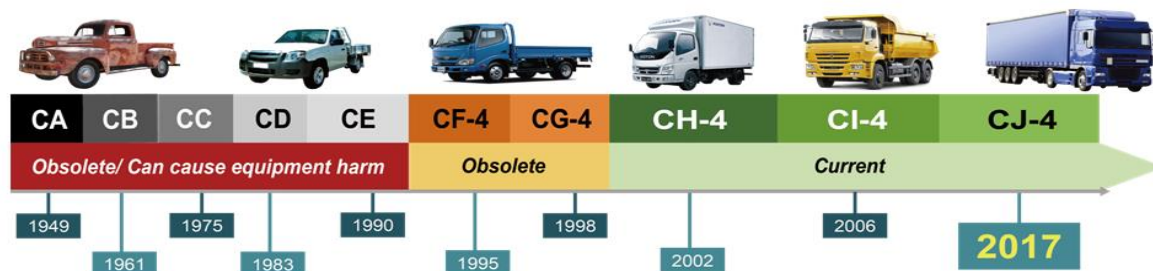 CA CB CC CD CE CF-4 CG-4 CH-4 CI-4 CJ-4
Obsolete/ Can cause equipment harm Obsolete Current
1949 1975 1990 1998 2006 2017
1961 1983 1995 2002